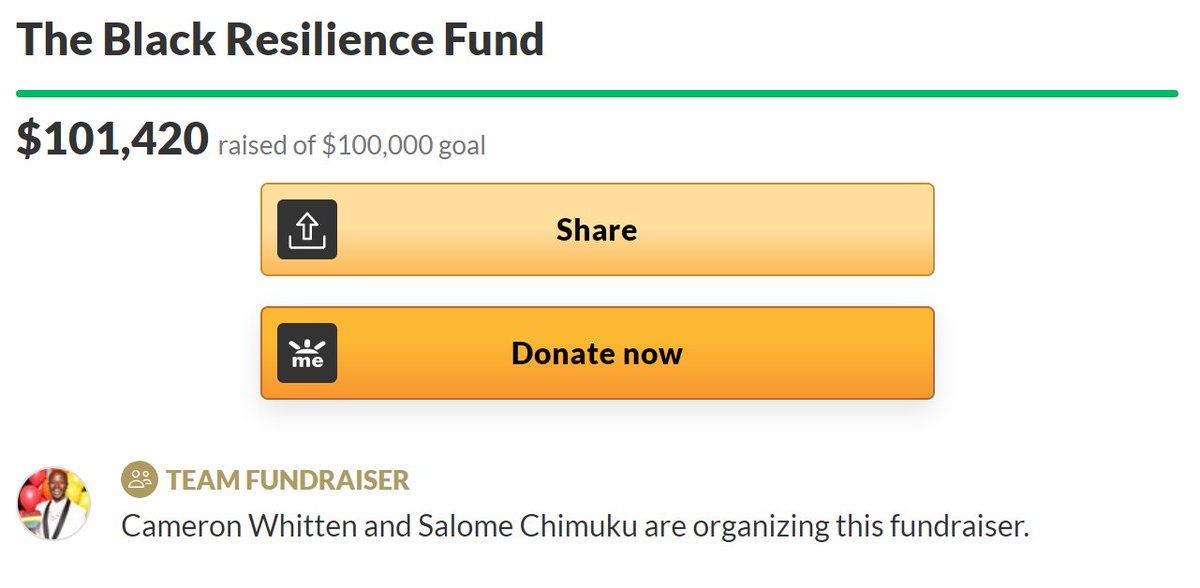 The Black Resilience Fund
$101,420 raised of $100,000 goal
Share
me
Donate now
TEAM FUNDRAISER
Cameron Whitten and Salome Chimuku are organizing this fundraiser.